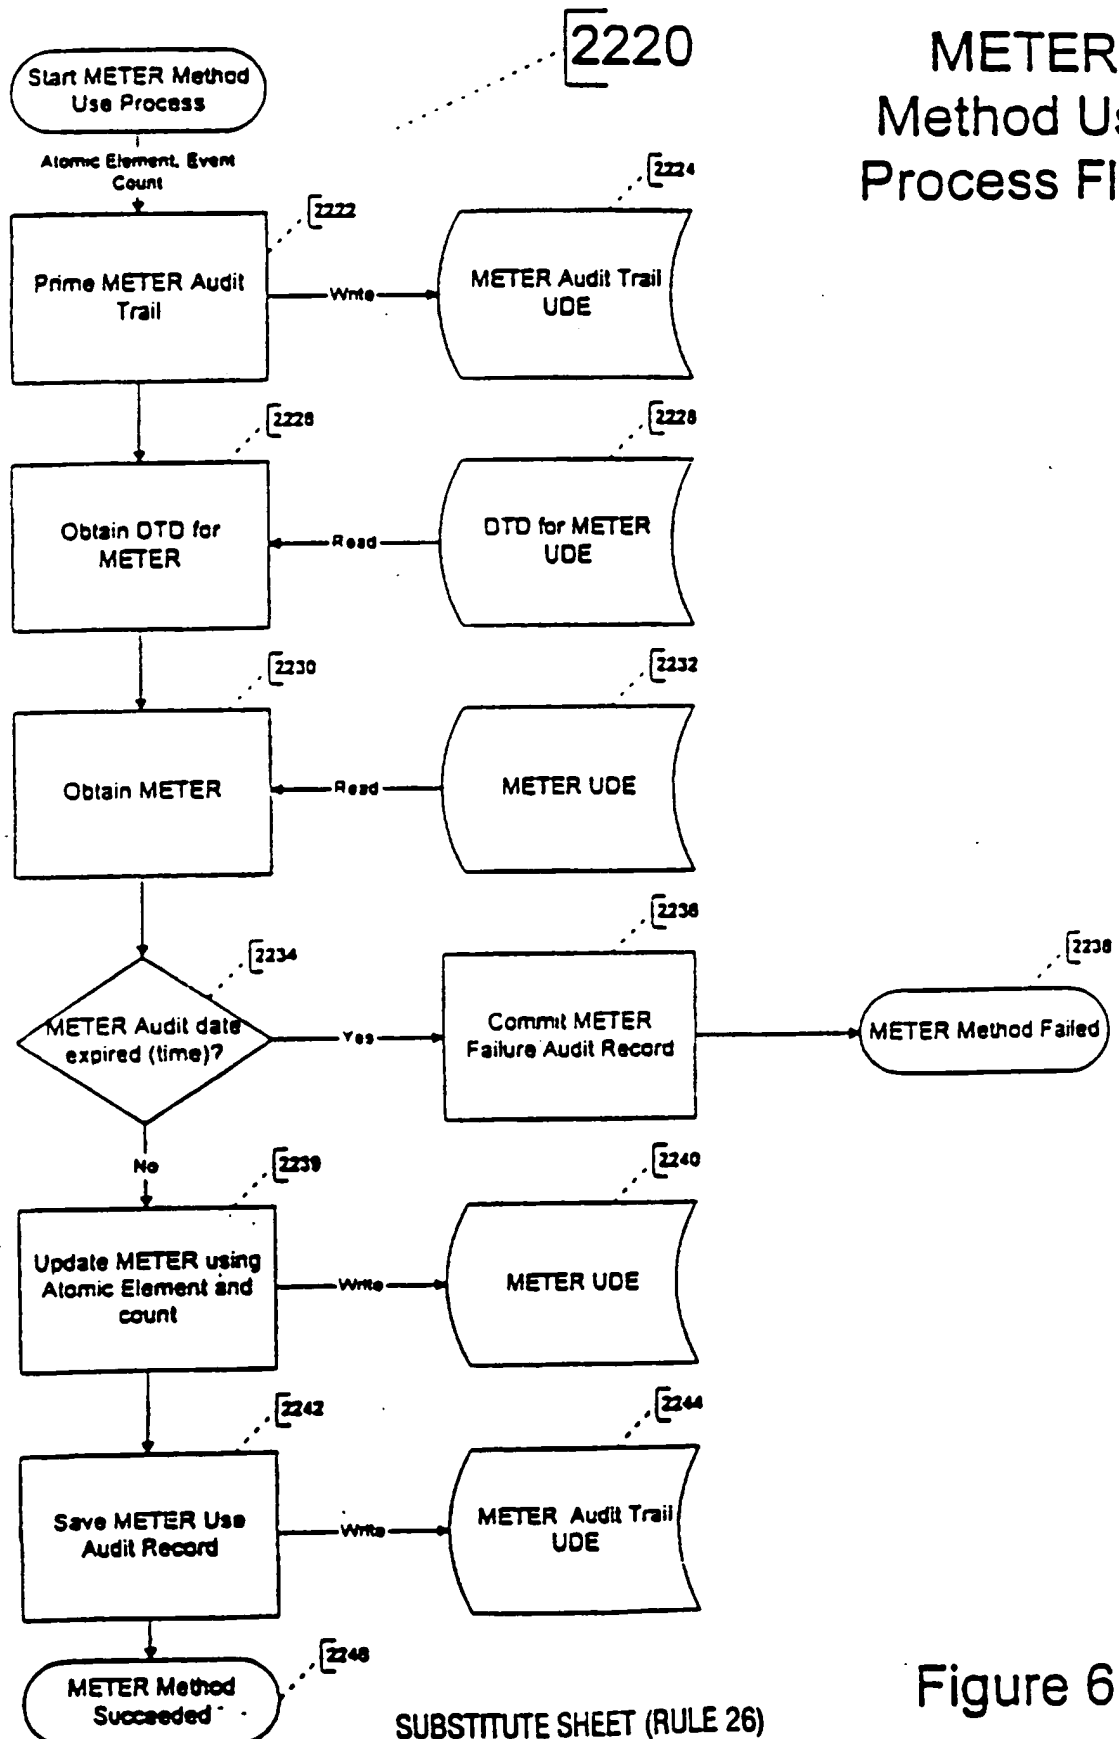 2220
METER
Method Us
Process Fl
Start METER Method
Use Process
Atomic Element, Event
Count
2222
2224
Prime METER Audit
Trail
Write
METER Audit Trail
UDE
2226
2228
Obtain DTD for
METER
Read
DTD for METER
UDE
2230
2232
Obtain METER
Read
METER UDE
2234
2236
2238
METER Audit date
expired (time)?
Yes
Commit METER
Failure Audit Record
METER Method Failed
No
2239
2240
Update METER using
Atomic Element and
count
Write
METER UDE
2242
2244
Save METER Use
Audit Record
Write
METER Audit Trail
UDE
2246
METER Method
Succeeded
Figure 6
SUBSTITUTE SHEET (RULE 26)